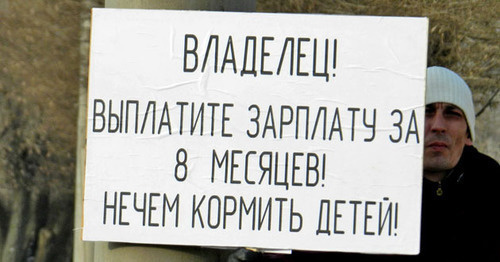 ВЛАДЕЛЕЦ!
ВЫПЛАТИТЕ ЗАРПЛАТУ ЗА
8 МЕСЯЦЕВ!
НЕЧЕМ КОРМИТЬ ДЕТЕЙ!